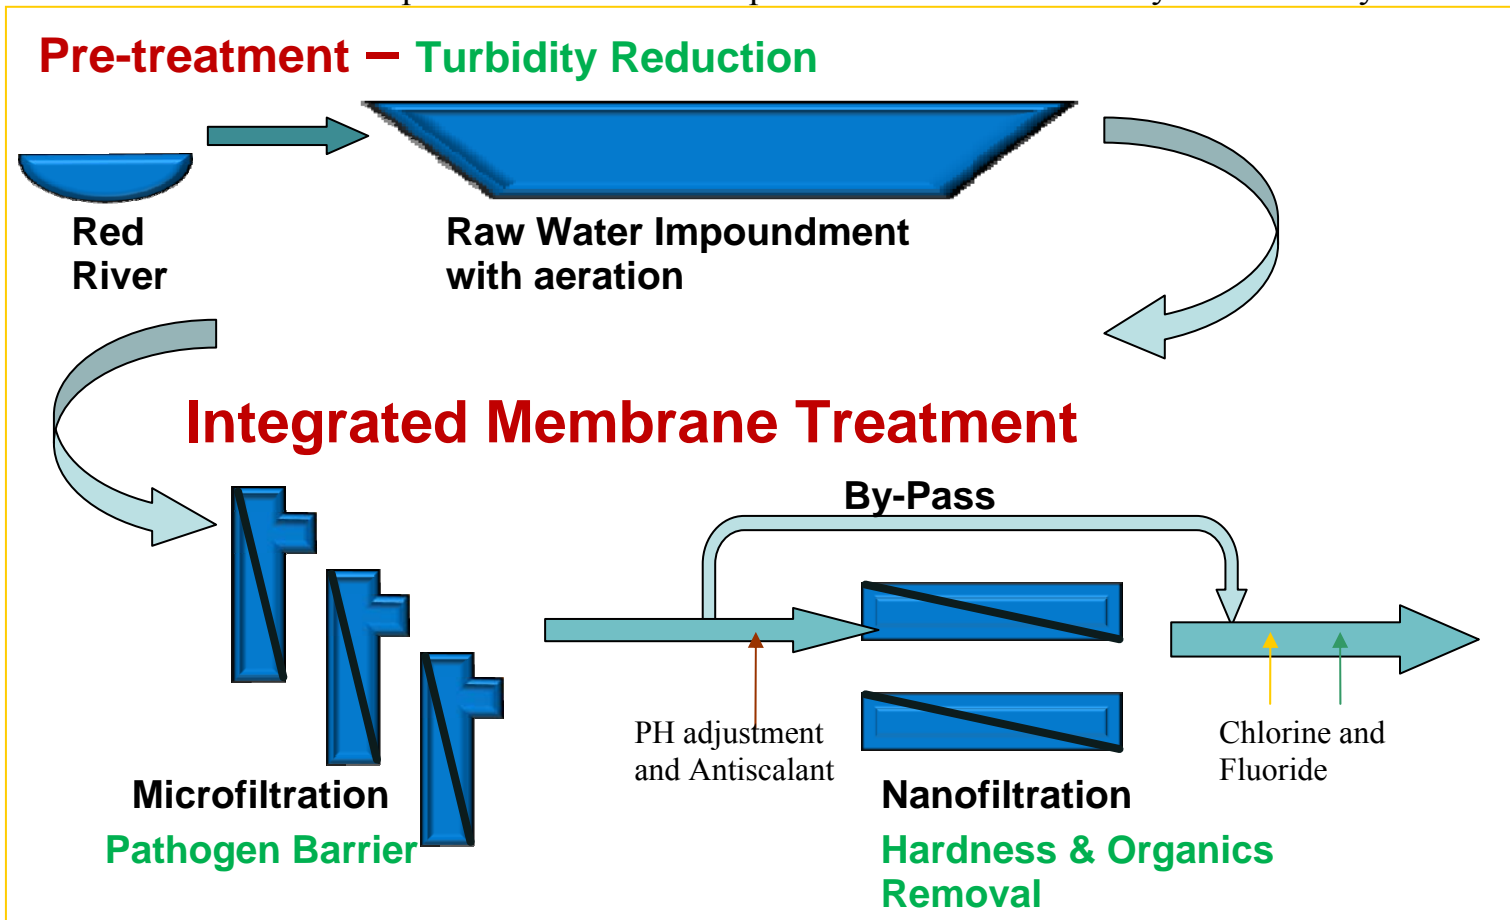 Pre-treatment – Turbidity Reduction
Red
River
Raw Water Impoundment
with aeration
Integrated Membrane Treatment
By-Pass
PH adjustment
and Antiscalant
Chlorine and
Fluoride
Microfiltration
Pathogen Barrier
Nanofiltration
Hardness & Organics
Removal